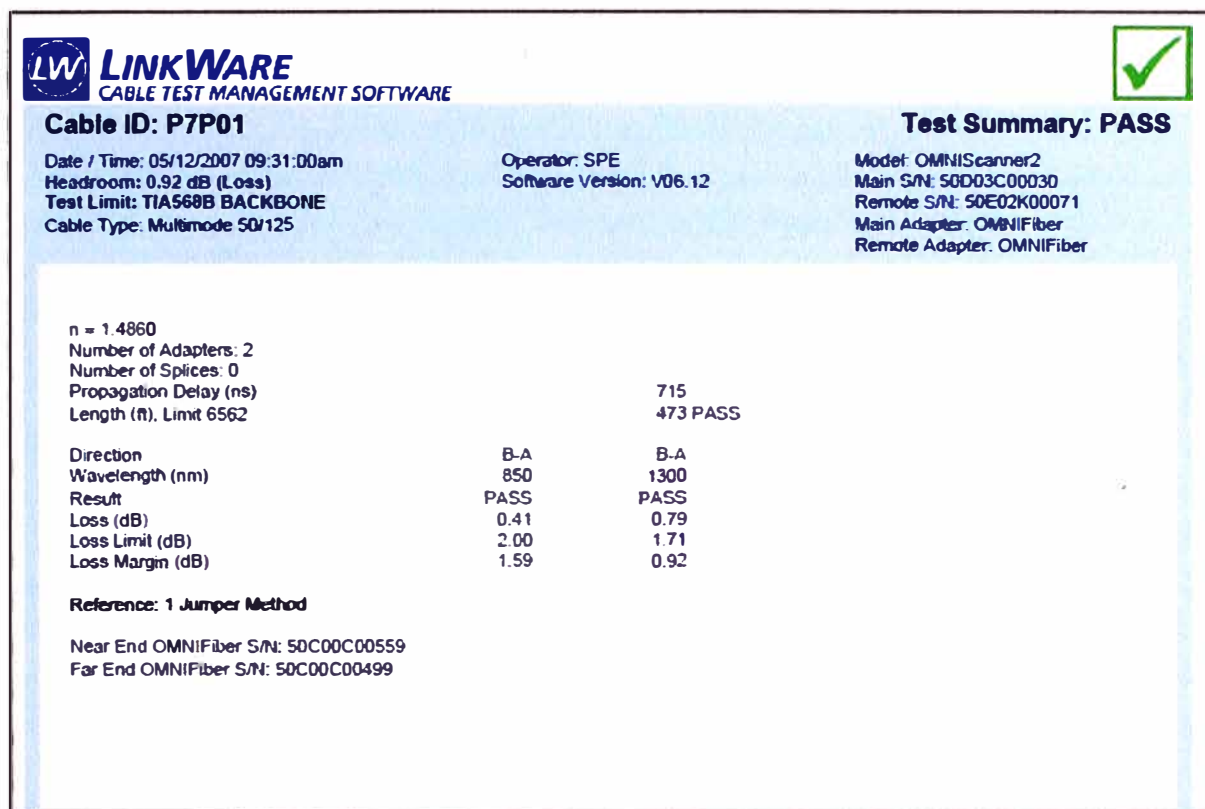 LW LINKWARE
CABLE TEST MANAGEMENT SOFTWARE
Cable ID: P7P01
Test Summary: PASS
Date / Time: 05/12/2007 09:31:00am
Headroom: 0.92 dB (Loss)
Test Limit: TIA568B BACKBONE
Cable Type: Multimode 50/125
Operator: SPE
Software Version: V06.12
Model: OMNIScanner2
Main S/N: 50D03C00030
Remote S/N: 50E02K00071
Main Adapter: OMNIFiber
Remote Adapter: OMNIFiber
n = 1.4860
Number of Adapters: 2
Number of Splices: 0
Propagation Delay (ns) 715
Length (ft), Limit 6562 473 PASS
Direction B-A B-A
Wavelength (nm) 850 1300
Result PASS PASS
Loss (dB) 0.41 0.79
Loss Limit (dB) 2.00 1.71
Loss Margin (dB) 1.59 0.92
Reference: 1 Jumper Method
Near End OMNIFiber S/N: 50C00C00559
Far End OMNIFiber S/N: 50C00C00499